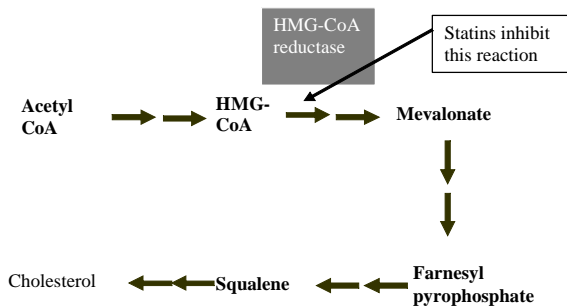 HMG-CoA
reductase
Statins inhibit
this reaction
Acetyl
CoA
HMG-
CoA
Mevalonate
Cholesterol
Squalene
Farnesyl
pyrophosphate